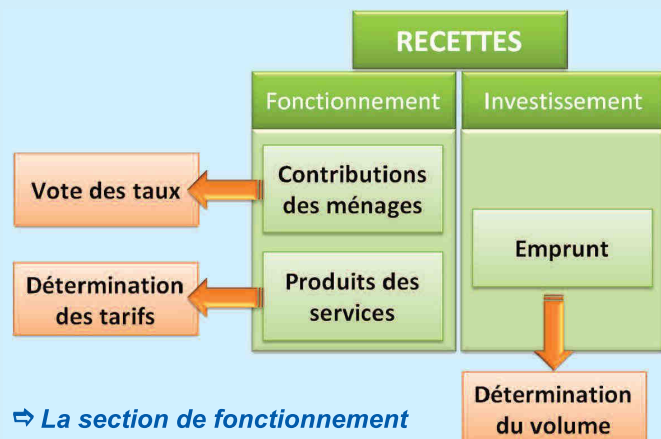 RECETTES
Fonctionnement
Investissement
Contributions
des ménages
Vote des taux
Produits des
services
Détermination
des tarifs
Emprunt
Détermination
du volume
⇨ La section de fonctionnement